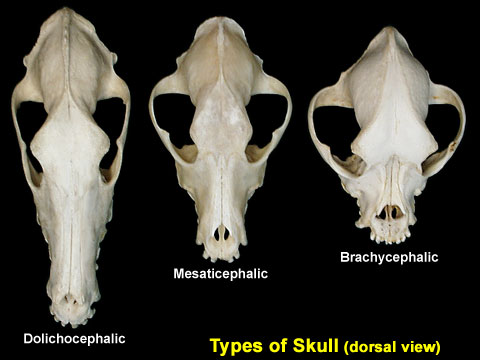 Dolichocephalic
Mesaticephalic
Brachycephalic
Types of Skull (dorsal view)